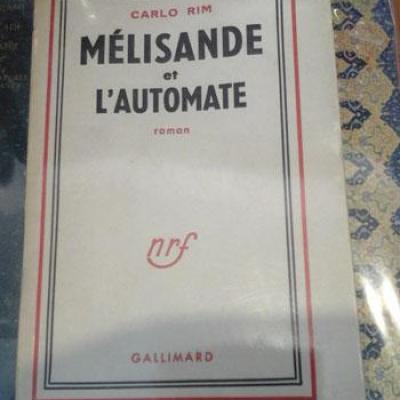 CARLO RIM
MÉLISANDE
et
L'AUTOMATE
roman
nrf
GALLIMARD